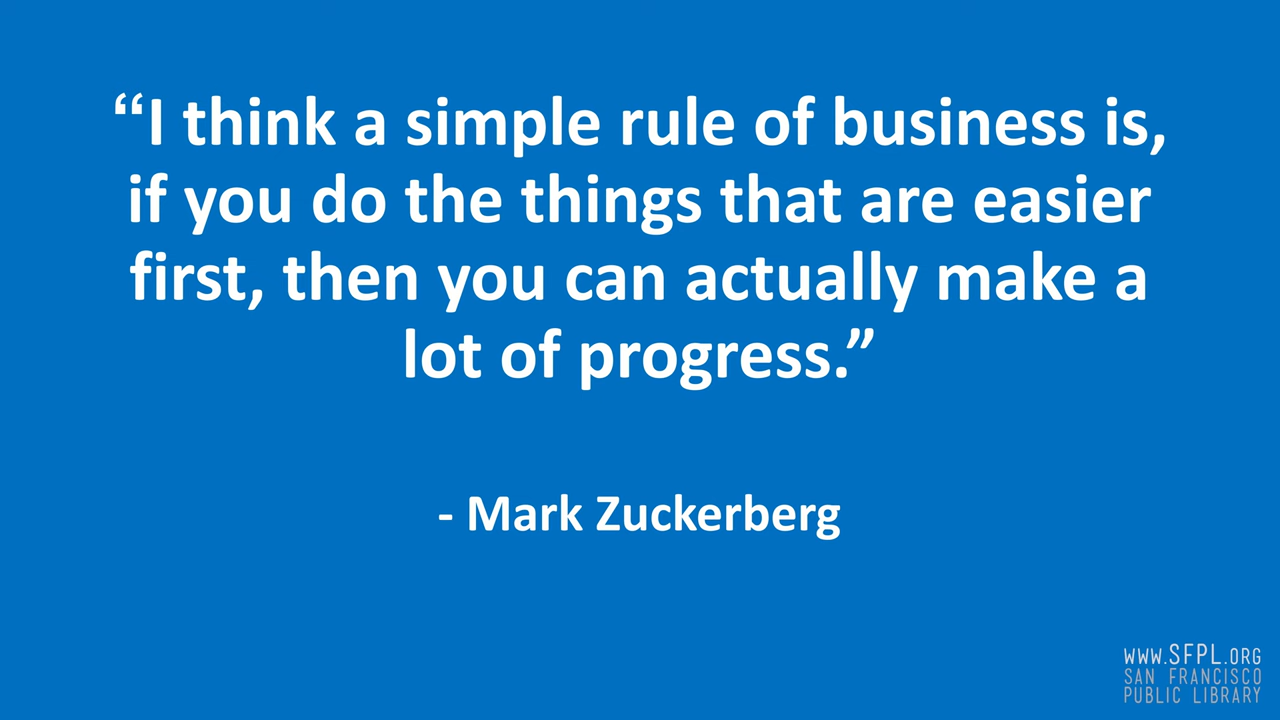 “I think a simple rule of business is,
if you do the things that are easier
first, then you can actually make a
lot of progress.”
- Mark Zuckerberg
WWW.SFPL.ORG
SAN FRANCISCO
PUBLIC LIBRARY